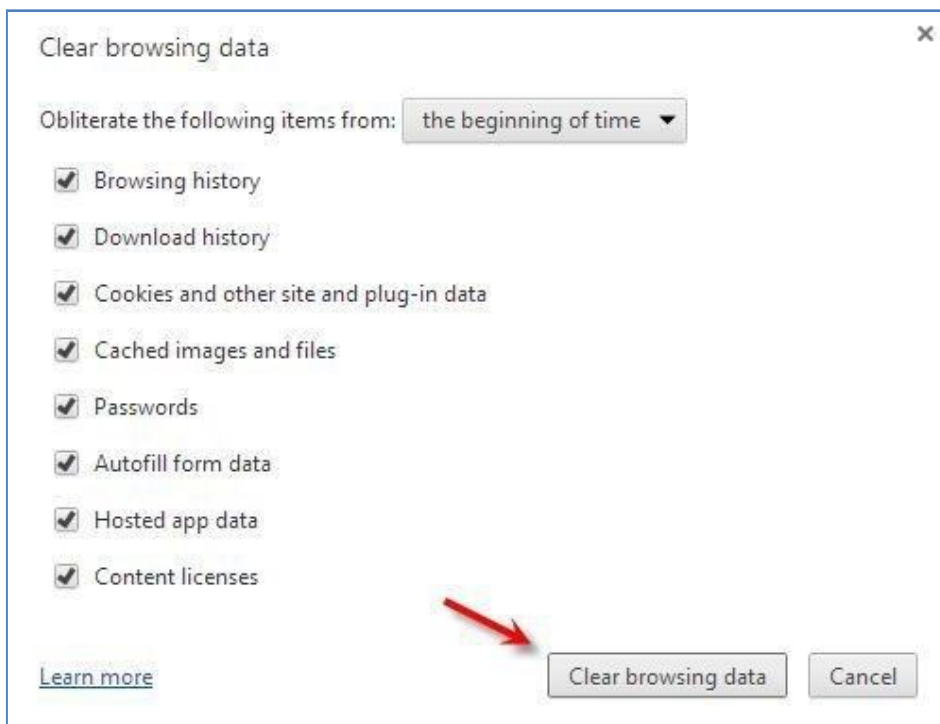 Clear browsing data
Obliterate the following items from: the beginning of time
Browsing history
Download history
Cookies and other site and plug-in data
Cached images and files
Passwords
Autofill form data
Hosted app data
Content licenses
Learn more Clear browsing data Cancel